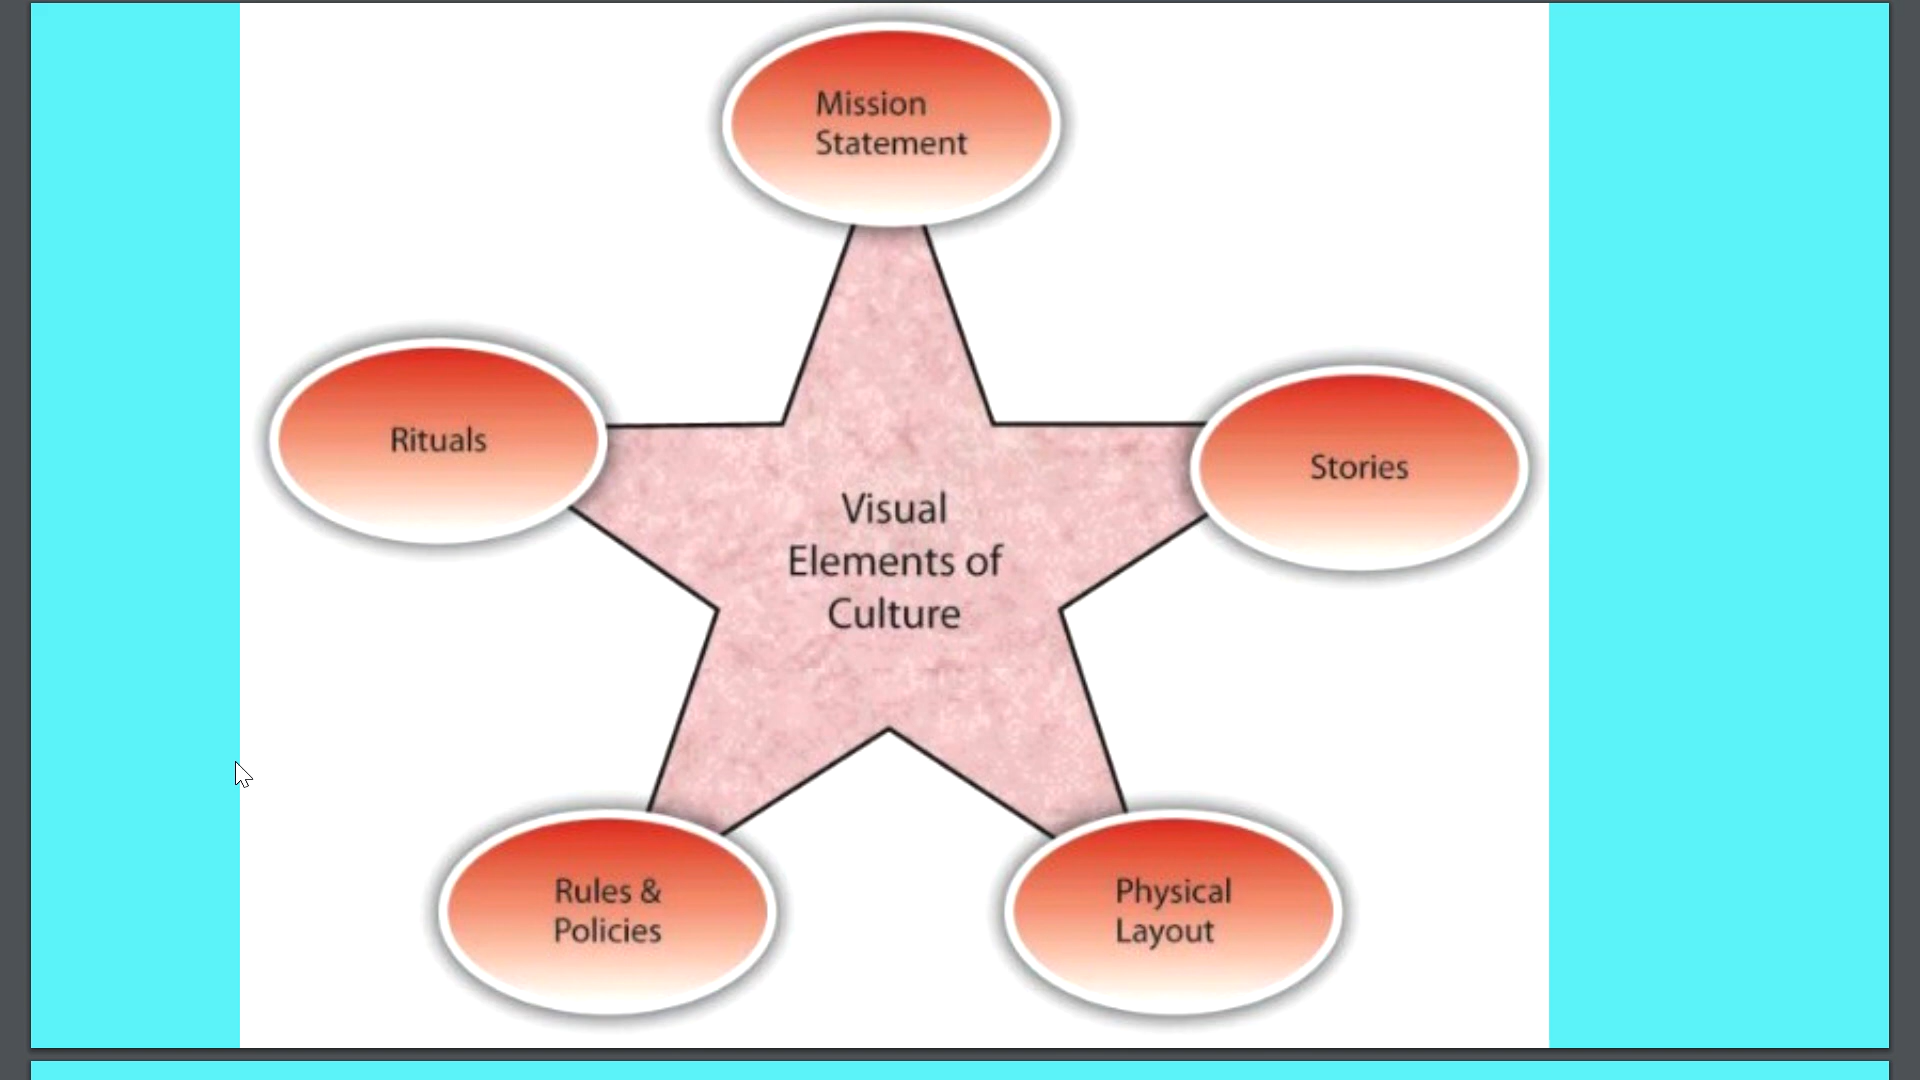 Mission
Statement
Rituals
Stories
Visual
Elements of
Culture
Rules &
Policies
Physical
Layout